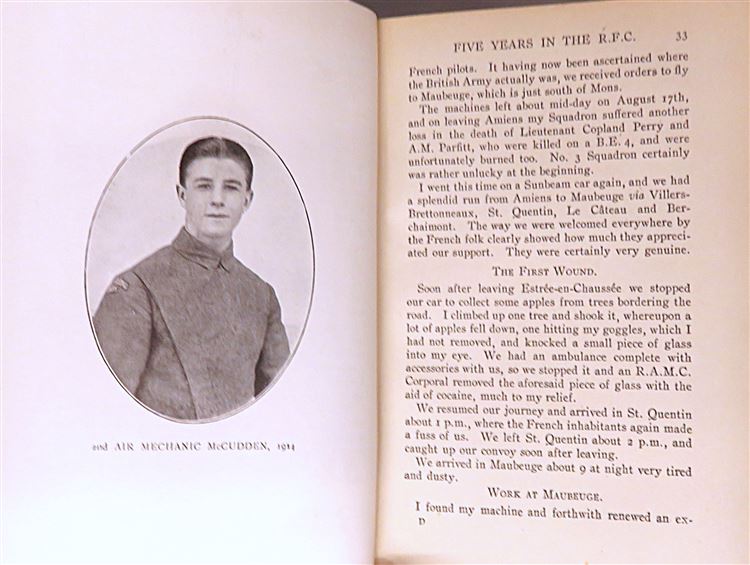 2nd AIR MECHANIC McCUDDEN, 1914
FIVE YEARS IN THE R.F.C. 33
French pilots. It having now been ascertained where
the British Army actually was, we received orders to fly
to Maubeuge, which is just south of Mons.
The machines left about mid-day on August 17th,
and on leaving Amiens my Squadron suffered another
loss in the death of Lieutenant Copland Perry and
A.M. Parfitt, who were killed on a B.E. 4, and were
unfortunately burned too. No. 3 Squadron certainly
was rather unlucky at the beginning.
I went this time on a Sunbeam car again, and we had
a splendid run from Amiens to Maubeuge via Villers-
Brettonneaux, St. Quentin, Le Câteau and Ber-
chaimont. The way we were welcomed everywhere by
the French folk clearly showed how much they appreci-
ated our support. They were certainly very genuine.
THE FIRST WOUND.
Soon after leaving Estrée-en-Chaussée we stopped
our car to collect some apples from trees bordering the
road. I climbed up one tree and shook it, whereupon a
lot of apples fell down, one hitting my goggles, which I
had not removed, and knocked a small piece of glass
into my eye. We had an ambulance complete with
accessories with us, so we stopped it and an R.A.M.C.
Corporal removed the aforesaid piece of glass with the
aid of cocaine, much to my relief.
We resumed our journey and arrived in St. Quentin
about 1 p.m., where the French inhabitants again made
a fuss of us. We left St. Quentin about 2 p.m., and
caught up our convoy soon after leaving.
We arrived in Maubeuge about 9 at night very tired
and dusty.
WORK AT MAUBEUGE.
I found my machine and forthwith renewed an ex-
D